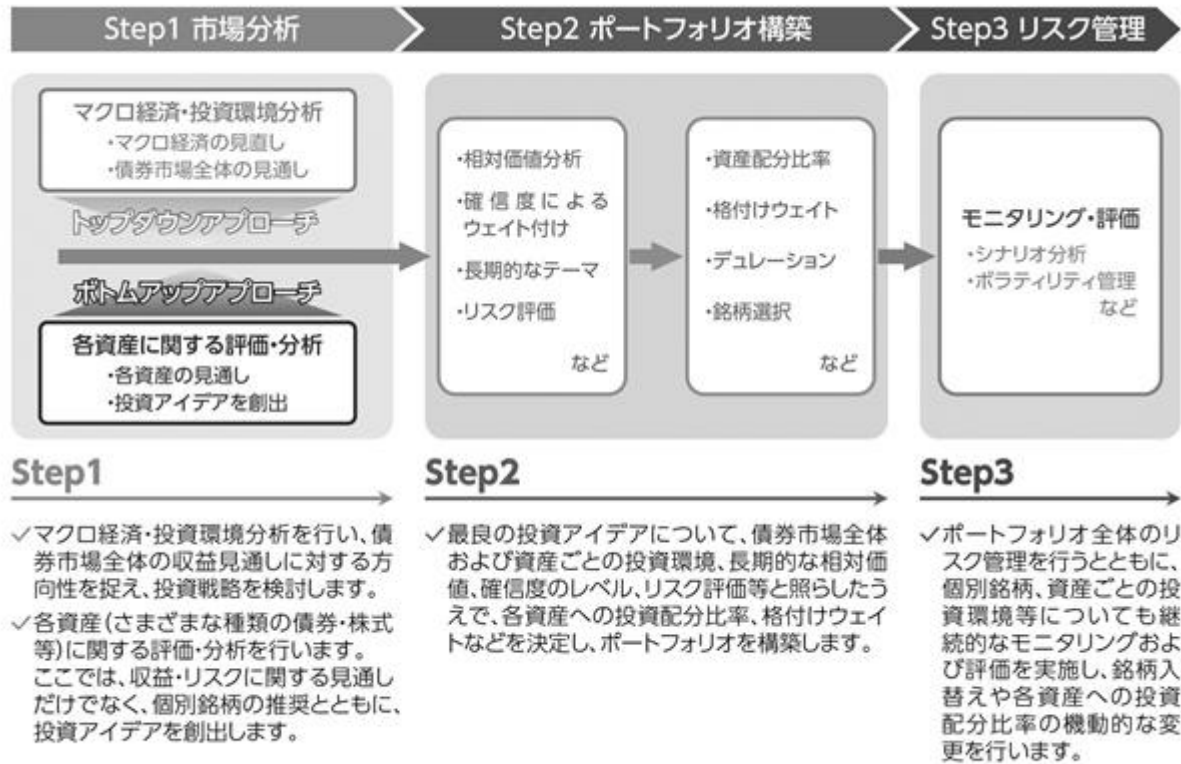 Step1 市場分析
Step2 ポートフォリオ構築
Step3 リスク管理
マクロ経済・投資環境分析
・マクロ経済の見直し
・債券市場全体の見通し
トップダウンアプローチ
ボトムアップアプローチ
各資産に関する評価・分析
・各資産の見通し
・投資アイデアを創出
・相対価値分析
・確信度による
ウェイト付け
・長期的なテーマ
・リスク評価
など
・資産配分比率
・格付けウェイト
・デュレーション
・銘柄選択
など
モニタリング・評価
・シナリオ分析
・ボラティリティ管理
など
Step1
✓マクロ経済・投資環境分析を行い、債
券市場全体の収益見通しに対する方
向性を捉え、投資戦略を検討します。
✓各資産(さまざまな種類の債券・株式
等)に関する評価・分析を行います。
ここでは、収益・リスクに関する見通し
だけでなく、個別銘柄の推奨とともに、
投資アイデアを創出します。
Step2
✓最良の投資アイデアについて、債券市場全体
および資産ごとの投資環境、長期的な相対価
値、確信度のレベル、リスク評価等と照らしたう
えで、各資産への投資配分比率、格付けウェイ
トなどを決定し、ポートフォリオを構築します。
Step3
✓ポートフォリオ全体のリ
スク管理を行うとともに、
個別銘柄、資産ごとの投
資環境等についても継
続的なモニタリングおよ
び評価を実施し、銘柄入
替えや各資産への投資
配分比率の機動的な変
更を行います。